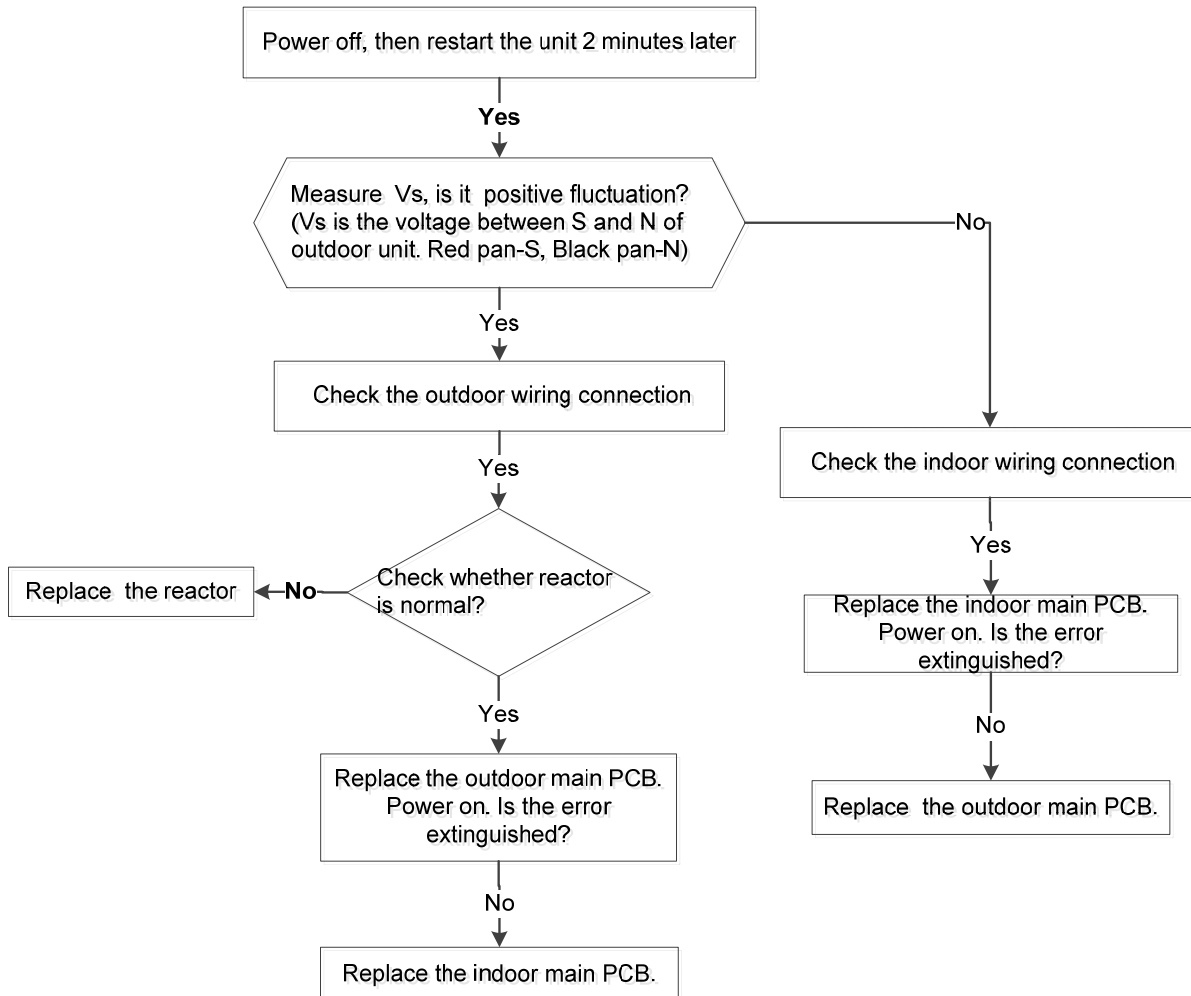 Power off, then restart the unit 2 minutes later
Yes
Measure Vs, is it positive fluctuation?
(Vs is the voltage between S and N of
outdoor unit. Red pan-S, Black pan-N)
No
Yes
Check the outdoor wiring connection
Check the indoor wiring connection
Yes
Yes
Check whether reactor
is normal?
No
Replace the reactor
Replace the indoor main PCB.
Power on. Is the error
extinguished?
Yes
No
Replace the outdoor main PCB.
Power on. Is the error
extinguished?
Replace the outdoor main PCB.
No
Replace the indoor main PCB.